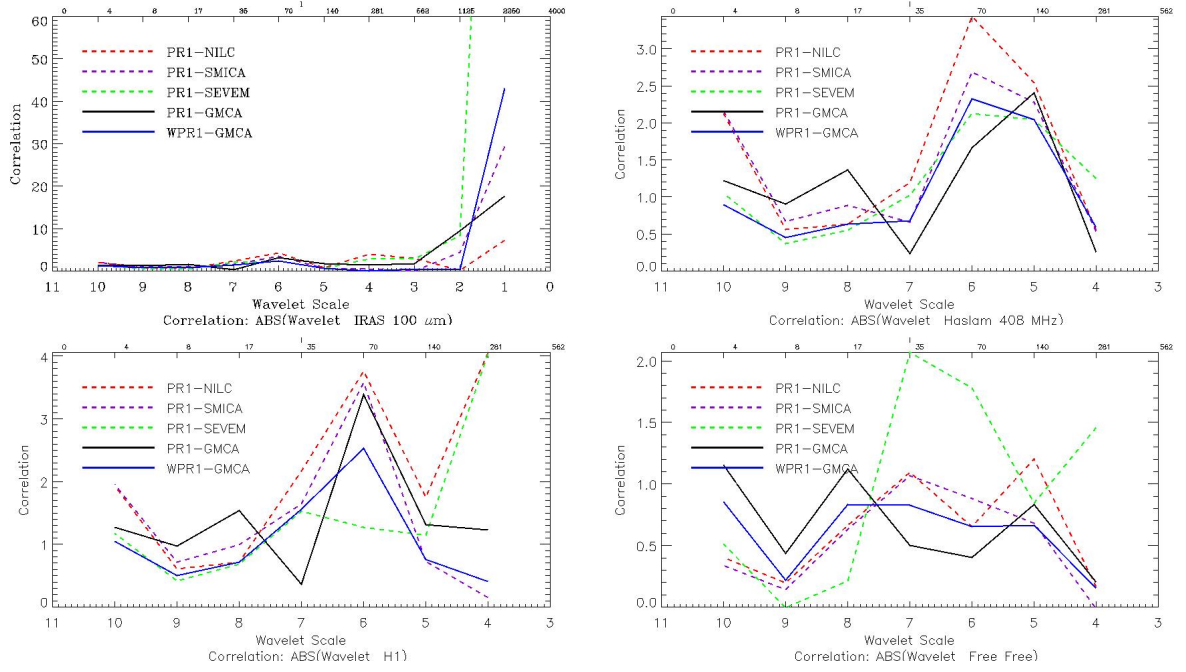 0 4 8 17 35 70 140 281 562 1125 2250 4000
60
50
40
30
20
10
0
Correlation
PR1-NILC
PR1-SMICA
PR1-SEVEM
PR1-GMCA
WPR1-GMCA
11 10 9 8 7 6 5 4 3 2 1 0
Wavelet Scale
Correlation: ABS(Wavelet IRAS 100 μm)
0 4 8 17 35 70 140 281 562
3.0
2.5
2.0
1.5
1.0
0.5
0.0
Correlation
PR1-NILC
PR1-SMICA
PR1-SEVEM
PR1-GMCA
WPR1-GMCA
11 10 9 8 7 6 5 4 3
Wavelet Scale
Correlation: ABS(Wavelet Haslam 408 MHz)
0 4 8 17 35 70 140 281 562
4
3
2
1
0
Correlation
PR1-NILC
PR1-SMICA
PR1-SEVEM
PR1-GMCA
WPR1-GMCA
11 10 9 8 7 6 5 4 3
Wavelet Scale
Correlation: ABS(Wavelet H1)
0 4 8 17 35 70 140 281 562
2.0
1.5
1.0
0.5
0.0
Correlation
PR1-NILC
PR1-SMICA
PR1-SEVEM
PR1-GMCA
WPR1-GMCA
11 10 9 8 7 6 5 4 3
Wavelet Scale
Correlation: ABS(Wavelet Free Free)